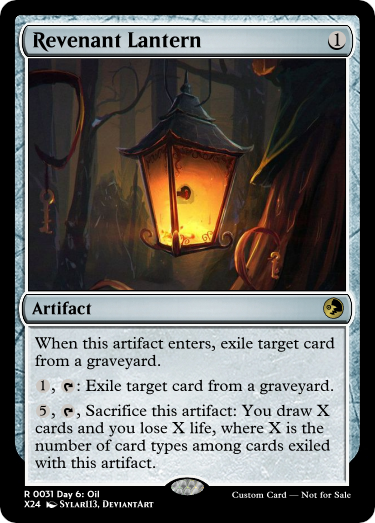 Revenant Lantern 1
Artifact
When this artifact enters, exile target card
from a graveyard.
1, : Exile target card from a graveyard.
5, , Sacrifice this artifact: You draw X
cards and you lose X life, where X is the
number of card types among cards exiled
with this artifact.
R 0031 Day 6: Oil
X24 Sylar113, DeviantArt
Custom Card — Not for Sale